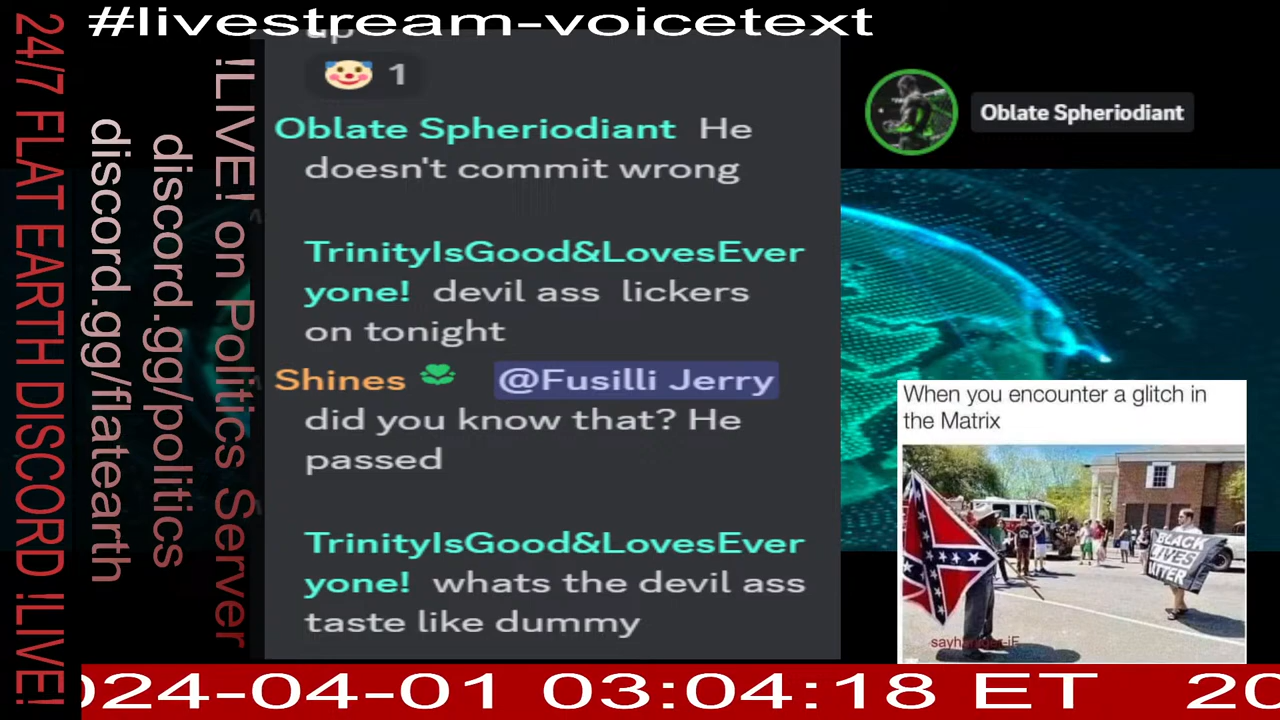 #livestream-voicetext
24/7 FLAT EARTH DISCORD !LIVE!
discord.gg/flatearth
discord.gg/politics
!LIVE! on Politics Server
up
1
Oblate Spheriodiant He
doesn't commit wrong
TrinityIsGood&LovesEver
yone! devil ass lickers
on tonight
Shines @Fusilli Jerry
did you know that? He
passed
TrinityIsGood&LovesEver
yone! whats the devil ass
taste like dummy
Oblate Spheriodiant
When you encounter a glitch in
the Matrix
BLACK
LIVES
024-04-01 03:04:18 ET 20